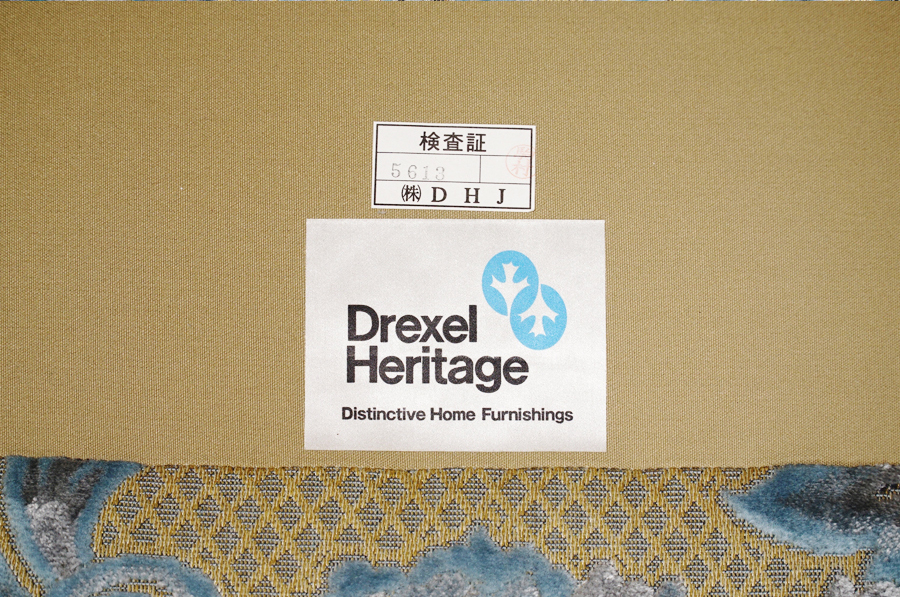 検査証
5613
㈱ D H J
Drexel
Heritage
Distinctive Home Furnishings